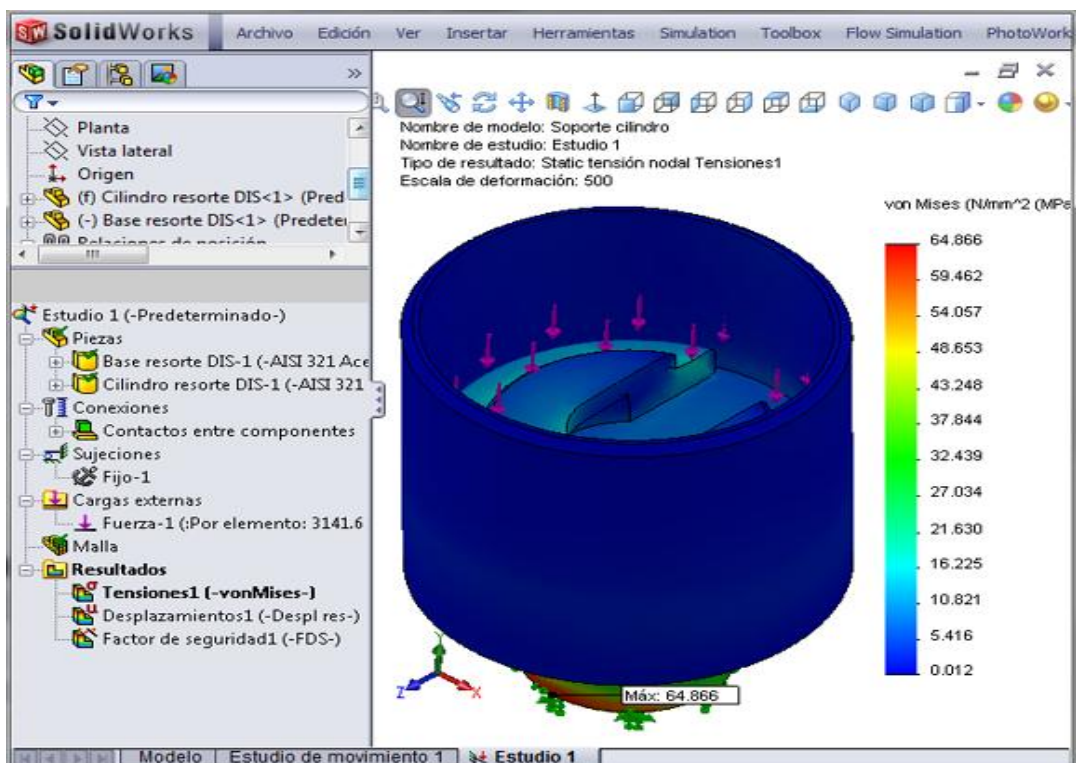 SolidWorks Archivo Edición Ver Insertar Herramientas Simulation Toolbox Flow Simulation PhotoWork
Planta
Vista lateral
Origen
(f) Cilindro resorte DIS<1> (Pred
(-) Base resorte DIS<1> (Predeter
Relaciones de posición
Estudio 1 (-Predeterminado-)
Piezas
Base resorte DIS-1 (-AISI 321 Ace
Cilindro resorte DIS-1 (-AISI 321
Conexiones
Contactos entre componentes
Sujeciones
Fijo-1
Cargas externas
Fuerza-1 (:Por elemento: 3141.6
Malla
Resultados
Tensiones1 (-vonMises-)
Desplazamientos1 (-Despl res-)
Factor de seguridad1 (-FDS-)
Nombre de modelo: Soporte cilindro
Nombre de estudio: Estudio 1
Tipo de resultado: Static tensión nodal Tensiones1
Escala de deformación: 500
von Mises (N/mm^2 (MPa
64.866
59.462
54.057
48.653
43.248
37.844
32.439
27.034
21.630
16.225
10.821
5.416
0.012
Y
Z
X
Máx: 64.866
Modelo Estudio de movimiento 1 Estudio 1